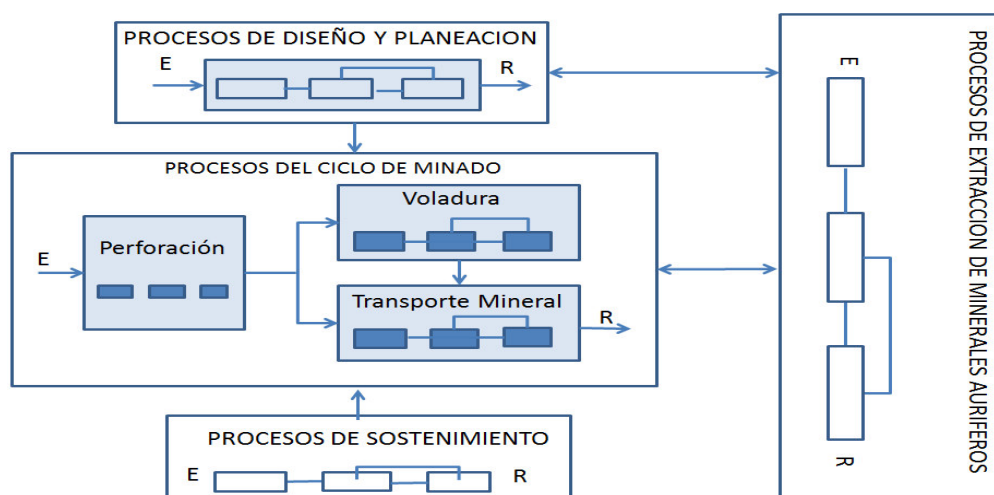 PROCESOS DE DISEÑO Y PLANEACION
E
R
PROCESOS DEL CICLO DE MINADO
E
Perforación
Voladura
Transporte Mineral
R
PROCESOS DE SOSTENIMIENTO
E
R
PROCESOS DE EXTRACCION DE MINERALES AURIFEROS
E
R